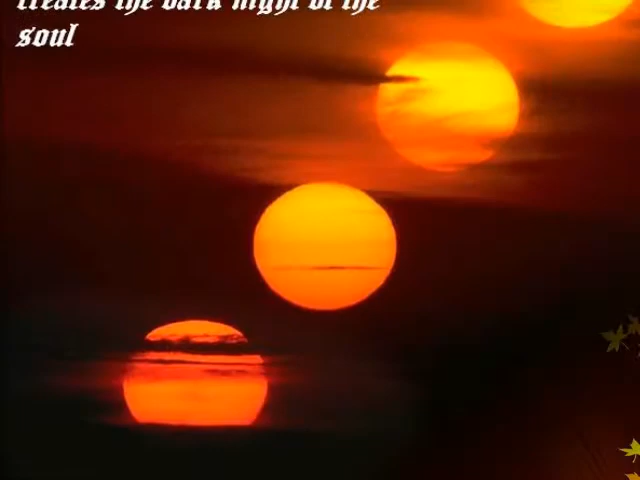 creates the dark night of the
soul